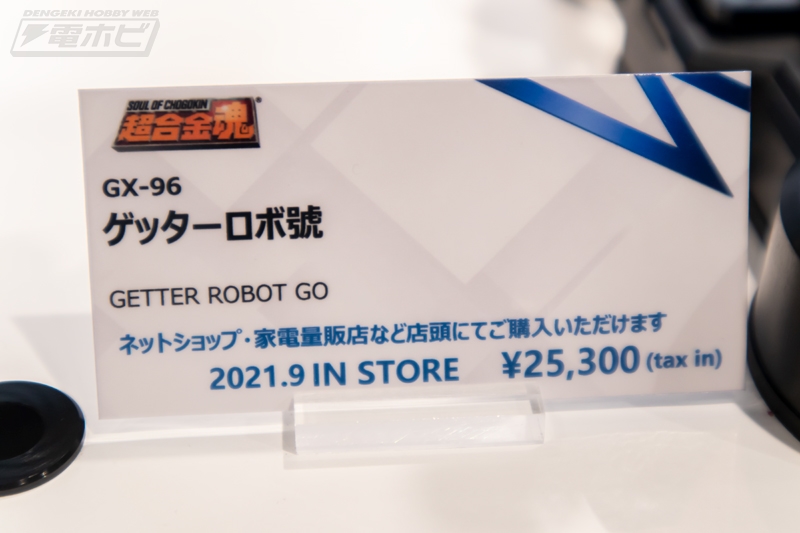 DENGEKI HOBBY WEB
電ホビ
SOUL OF CHOGOKIN
超合金魂
GX-96
ゲッターロボ號
GETTER ROBOT GO
ネットショップ・家電量販店など店頭にてご購入いただけます
2021.9 IN STORE ¥25,300 (tax in)